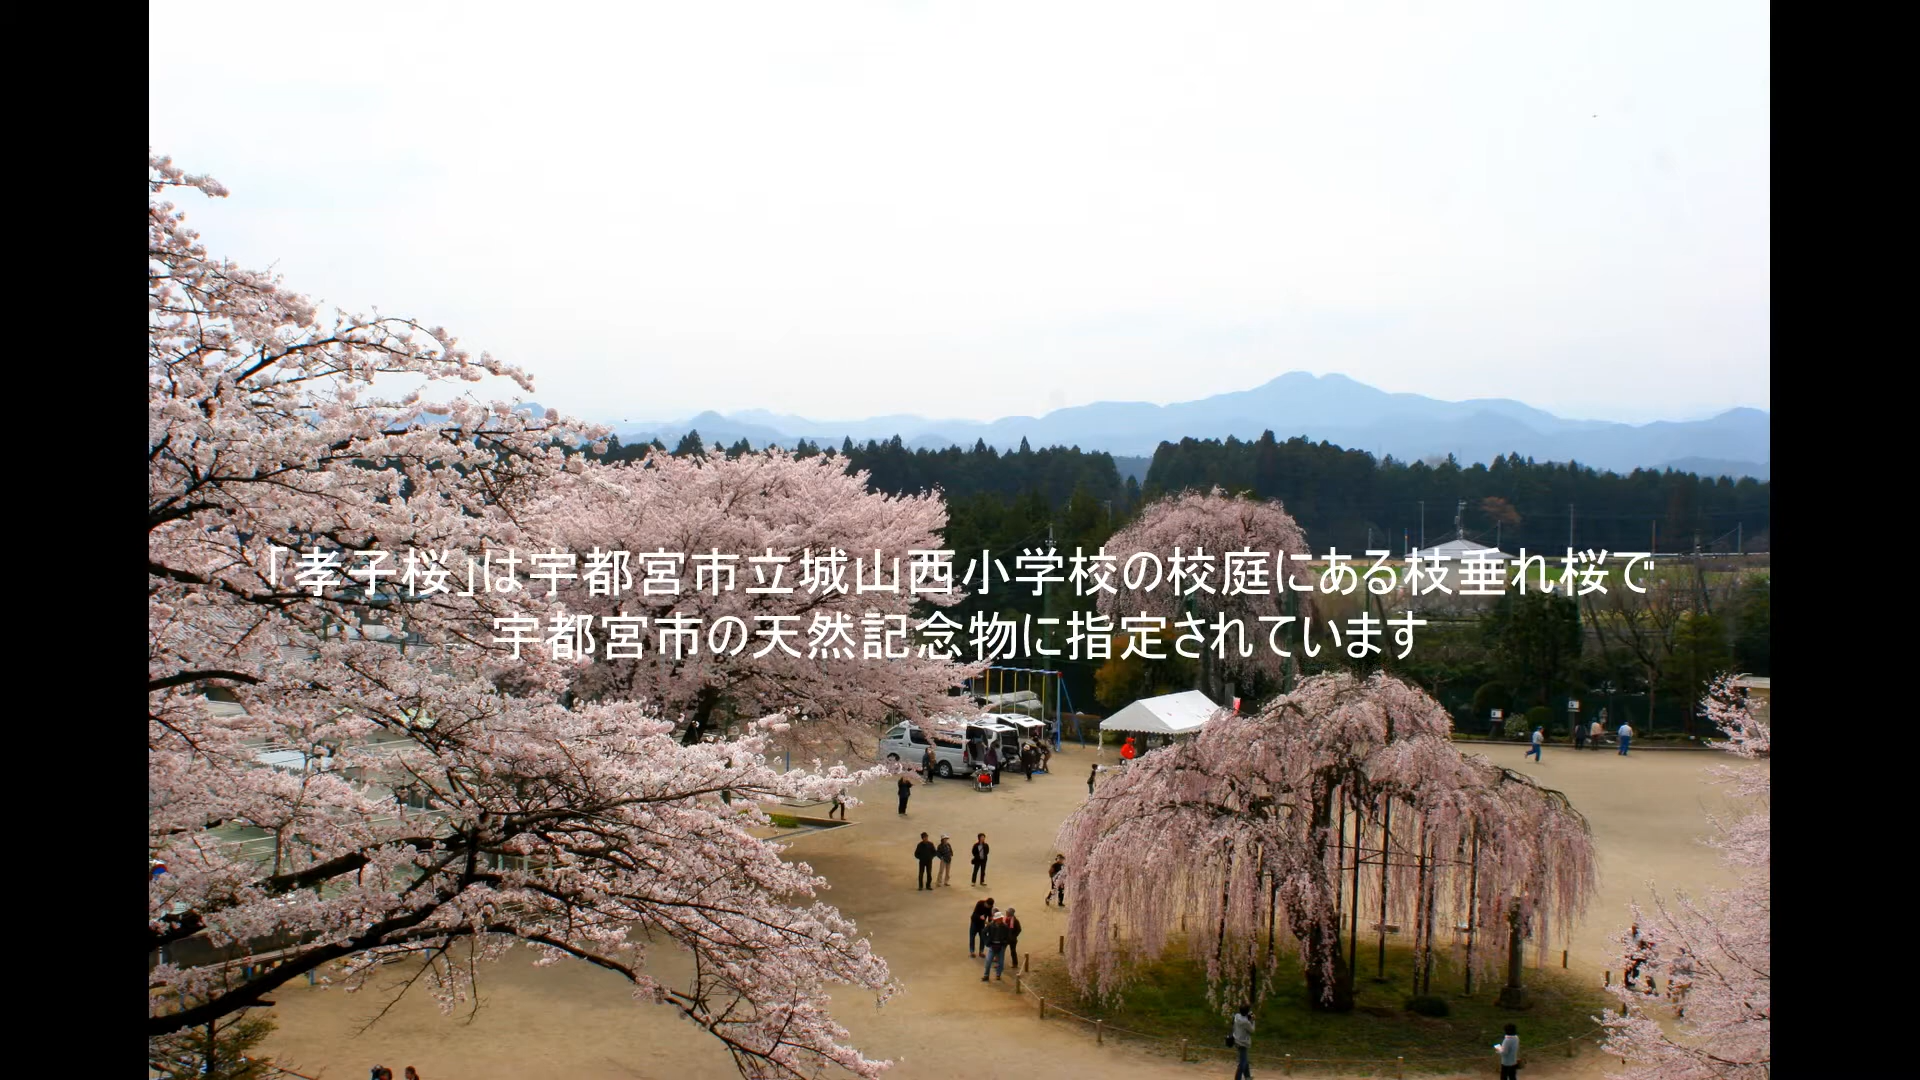 「孝子桜」は宇都宮市立城山西小学校の校庭にある枝垂れ桜で
宇都宮市の天然記念物に指定されています